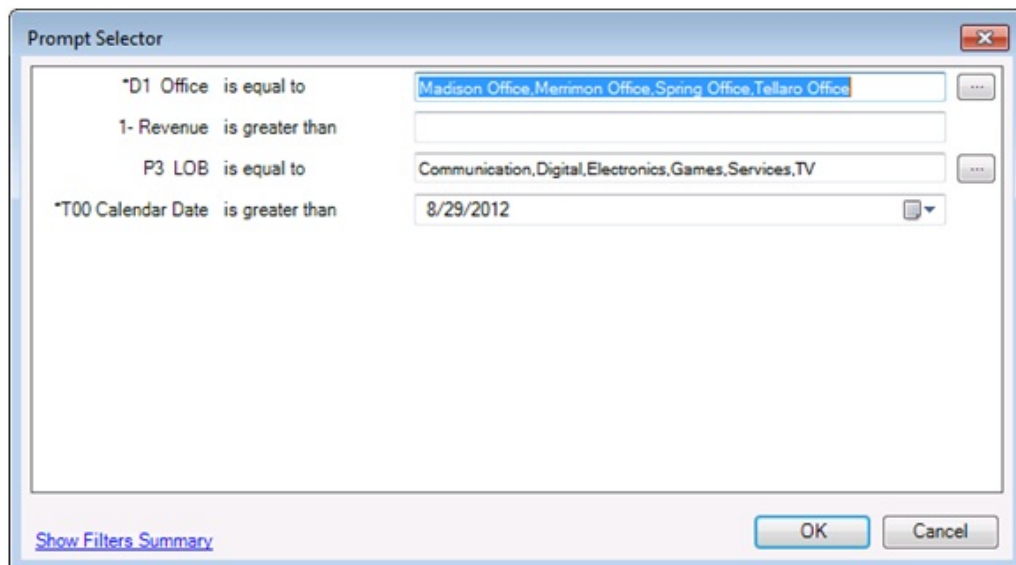 Prompt Selector
*D1 Office is equal to Madison Office,Merrimon Office,Spring Office,Tellaro Office ...
1- Revenue is greater than
P3 LOB is equal to Communication,Digital,Electronics,Games,Services,TV ...
*T00 Calendar Date is greater than 8/29/2012
Show Filters Summary OK Cancel